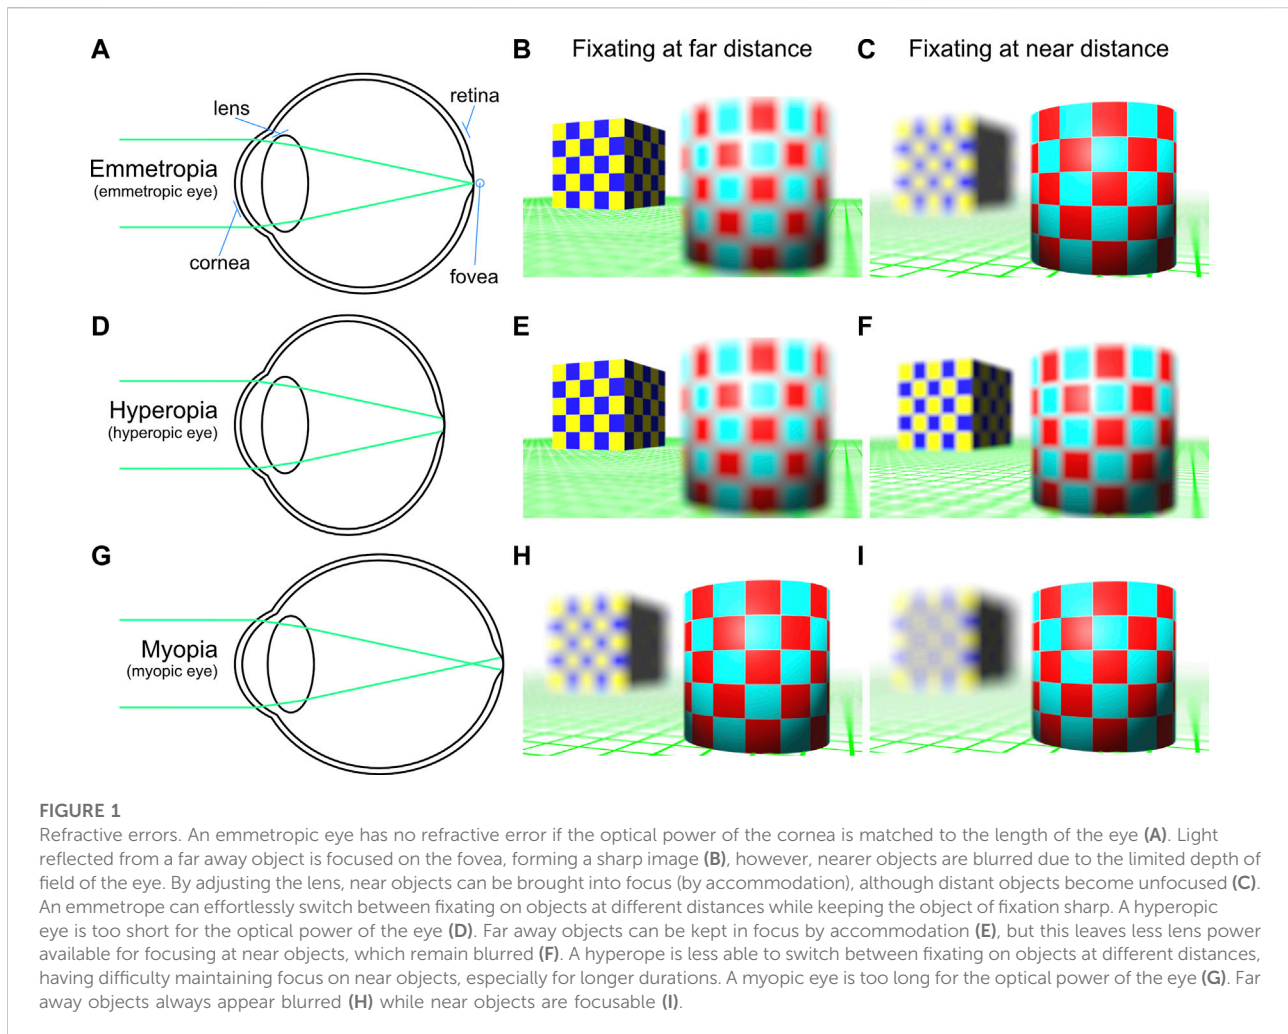 A
B
Fixating at far distance
C
Fixating at near distance
lens
retina
Emmetropia
(emmetropic eye)
cornea
fovea
D
Hyperopia
(hyperopic eye)
E
F
G
Myopia
(myopic eye)
H
I
FIGURE 1
Refractive errors. An emmetropic eye has no refractive error if the optical power of the cornea is matched to the length of the eye (A). Light
reflected from a far away object is focused on the fovea, forming a sharp image (B), however, nearer objects are blurred due to the limited depth of
field of the eye. By adjusting the lens, near objects can be brought into focus (by accommodation), although distant objects become unfocused (C).
An emmetrope can effortlessly switch between fixating on objects at different distances while keeping the object of fixation sharp. A hyperopic
eye is too short for the optical power of the eye (D). Far away objects can be kept in focus by accommodation (E), but this leaves less lens power
available for focusing at near objects, which remain blurred (F). A hyperope is less able to switch between fixating on objects at different distances,
having difficulty maintaining focus on near objects, especially for longer durations. A myopic eye is too long for the optical power of the eye (G). Far
away objects always appear blurred (H) while near objects are focusable (I).